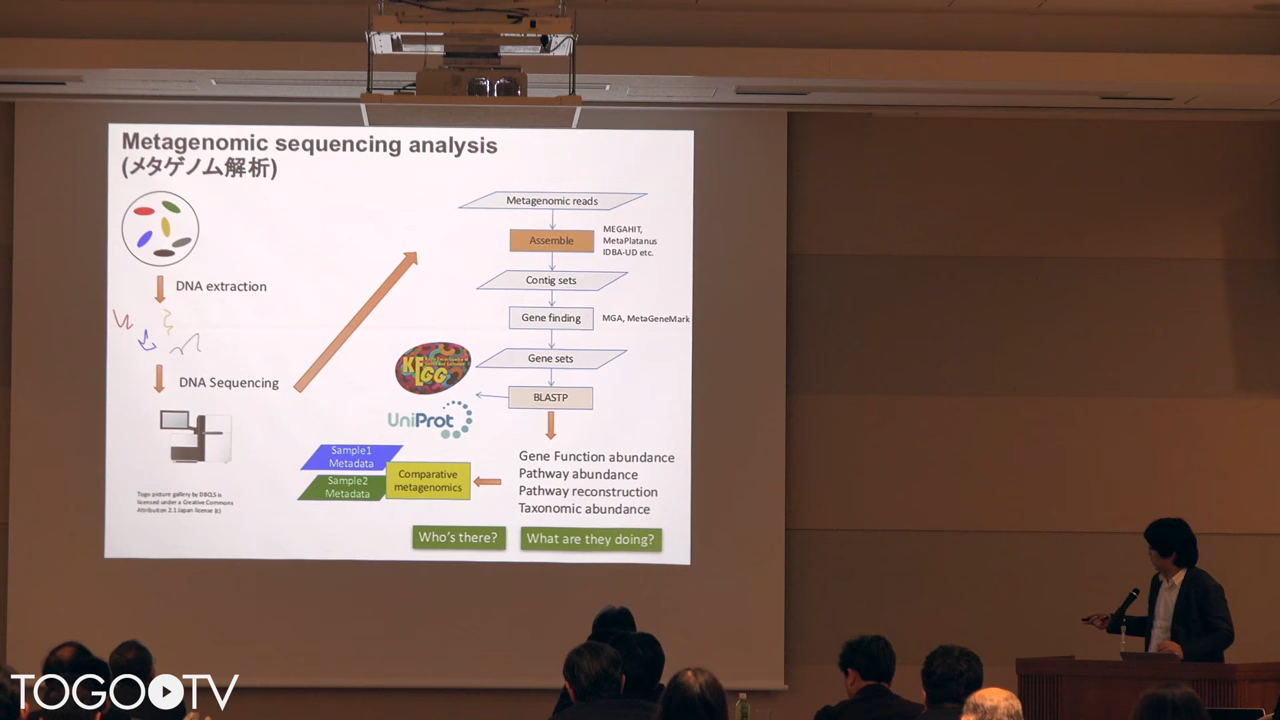 Metagenomic sequencing analysis
(メタゲノム解析)
DNA extraction
DNA Sequencing
Togo picture gallery by DBCLS is
licensed under a Creative Commons
Attribution 2.1 Japan license (c)
Metagenomic reads
Assemble
MEGAHIT,
MetaPlatanus
IDBA-UD etc.
Contig sets
Gene finding
MGA, MetaGeneMark
Gene sets
KEGG
BLASTP
UniProt
Gene Function abundance
Pathway abundance
Pathway reconstruction
Taxonomic abundance
Sample1
Metadata
Sample2
Metadata
Comparative
metagenomics
Who's there?
What are they doing?
TOGO TV